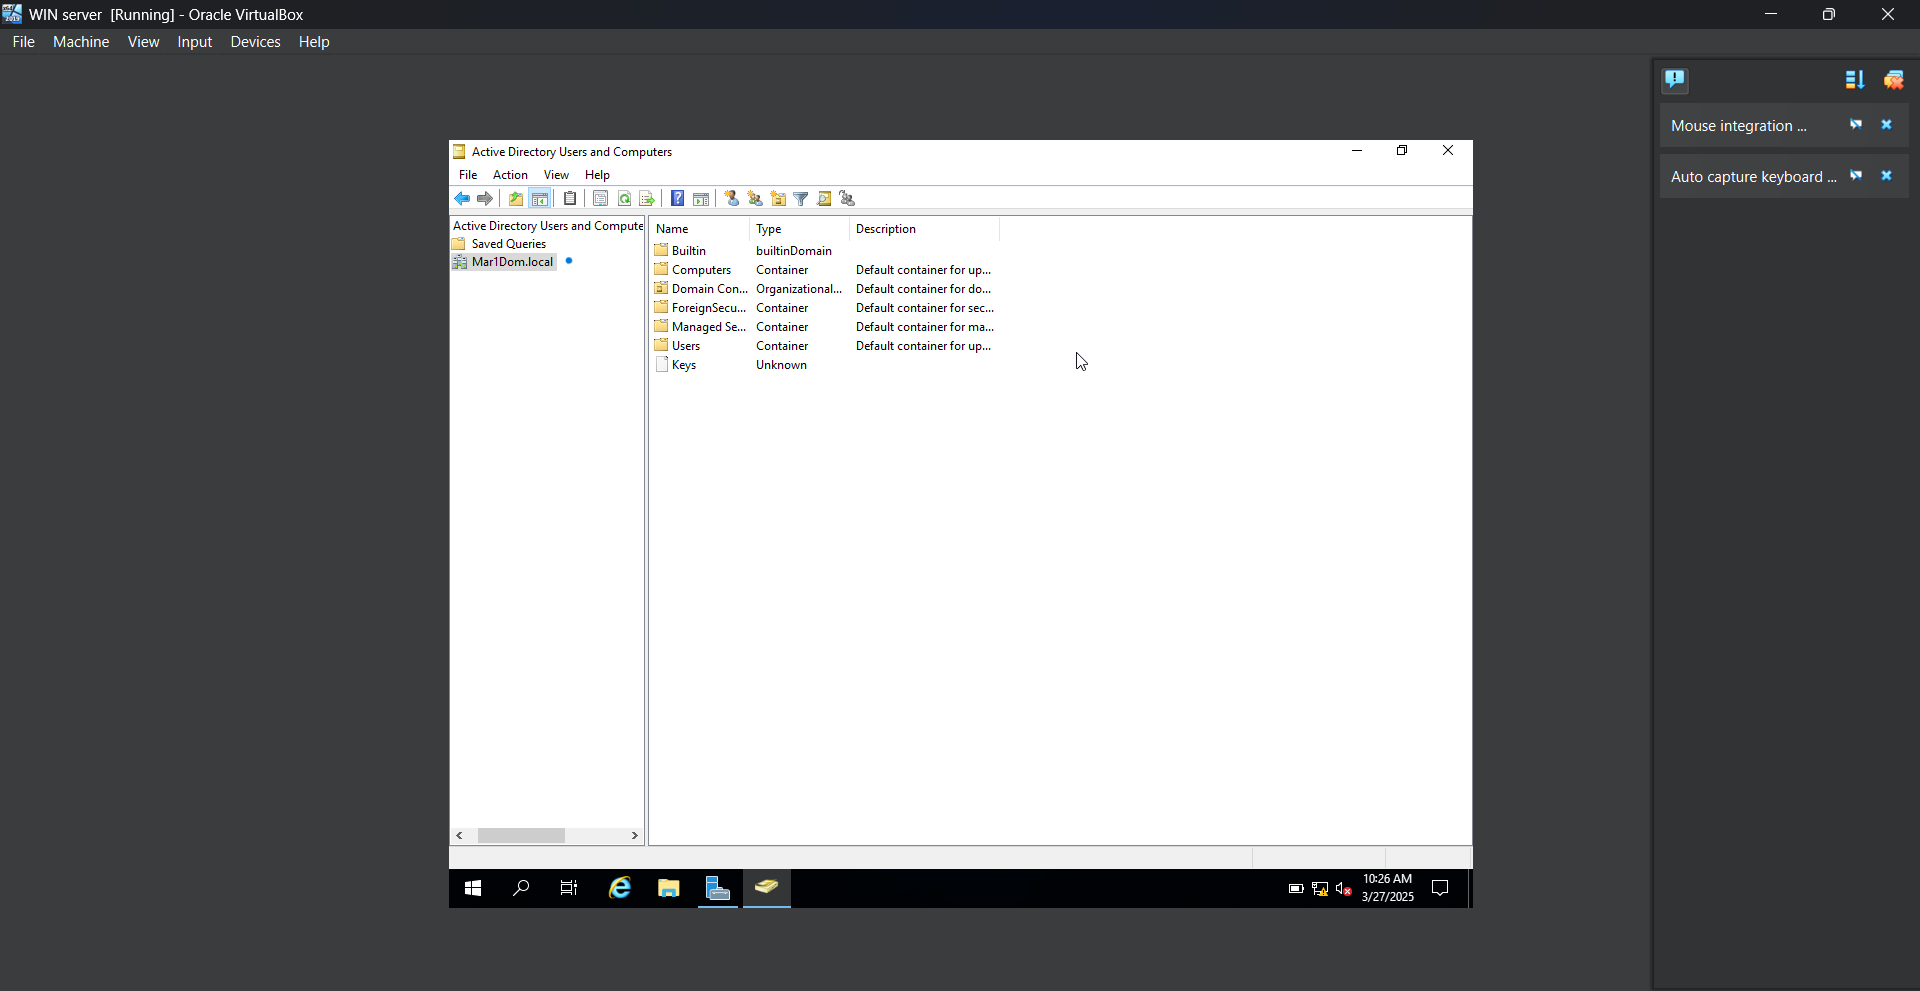 WIN server [Running] - Oracle VirtualBox
File Machine View Input Devices Help
Mouse integration ...
Auto capture keyboard ...
Active Directory Users and Computers
File Action View Help
Active Directory Users and Compute
Saved Queries
Mar1Dom.local
Name Type Description
Builtin builtinDomain
Computers Container Default container for up...
Domain Con... Organizational... Default container for do...
ForeignSecu... Container Default container for sec...
Managed Se... Container Default container for ma...
Users Container Default container for up...
Keys Unknown
10:26 AM
3/27/2025